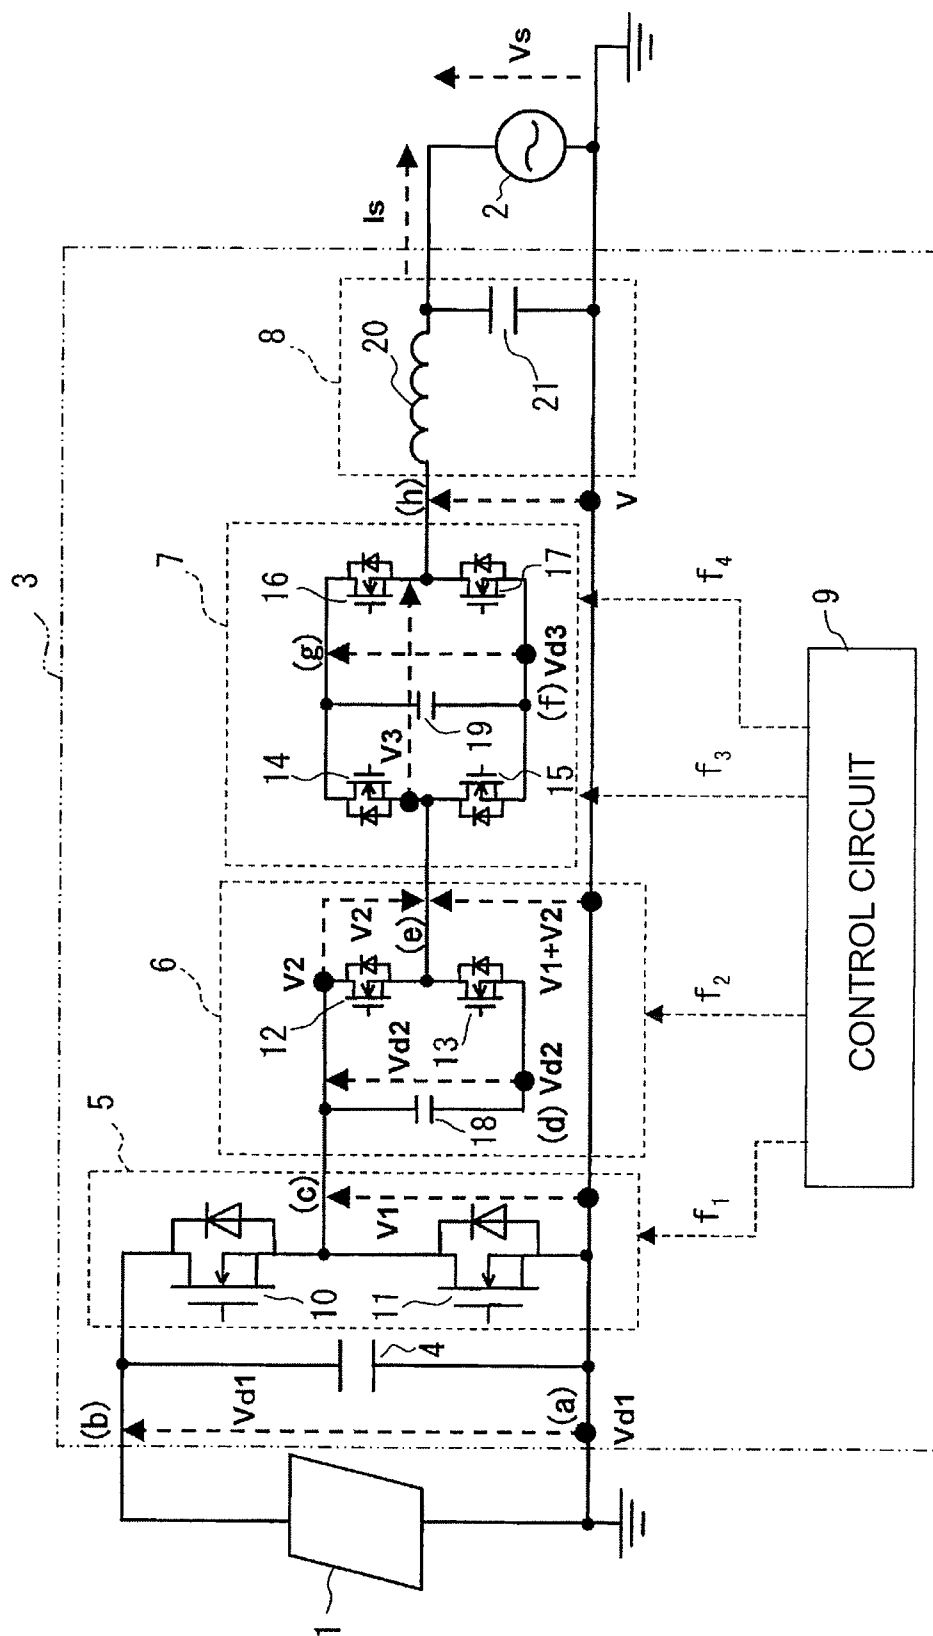 3
5
6
7
8
(b)
Vd1
4
(a)
Vd1
1
10
11
(c)
V1
V2
V2
12
13
Vd2
18
(d) Vd2
(e)
V1+V2
14
V3
15
19
(g)
(f) Vd3
16
17
(h)
V
20
21
Is
2
Vs
f1
f2
f3
f4
9
CONTROL CIRCUIT